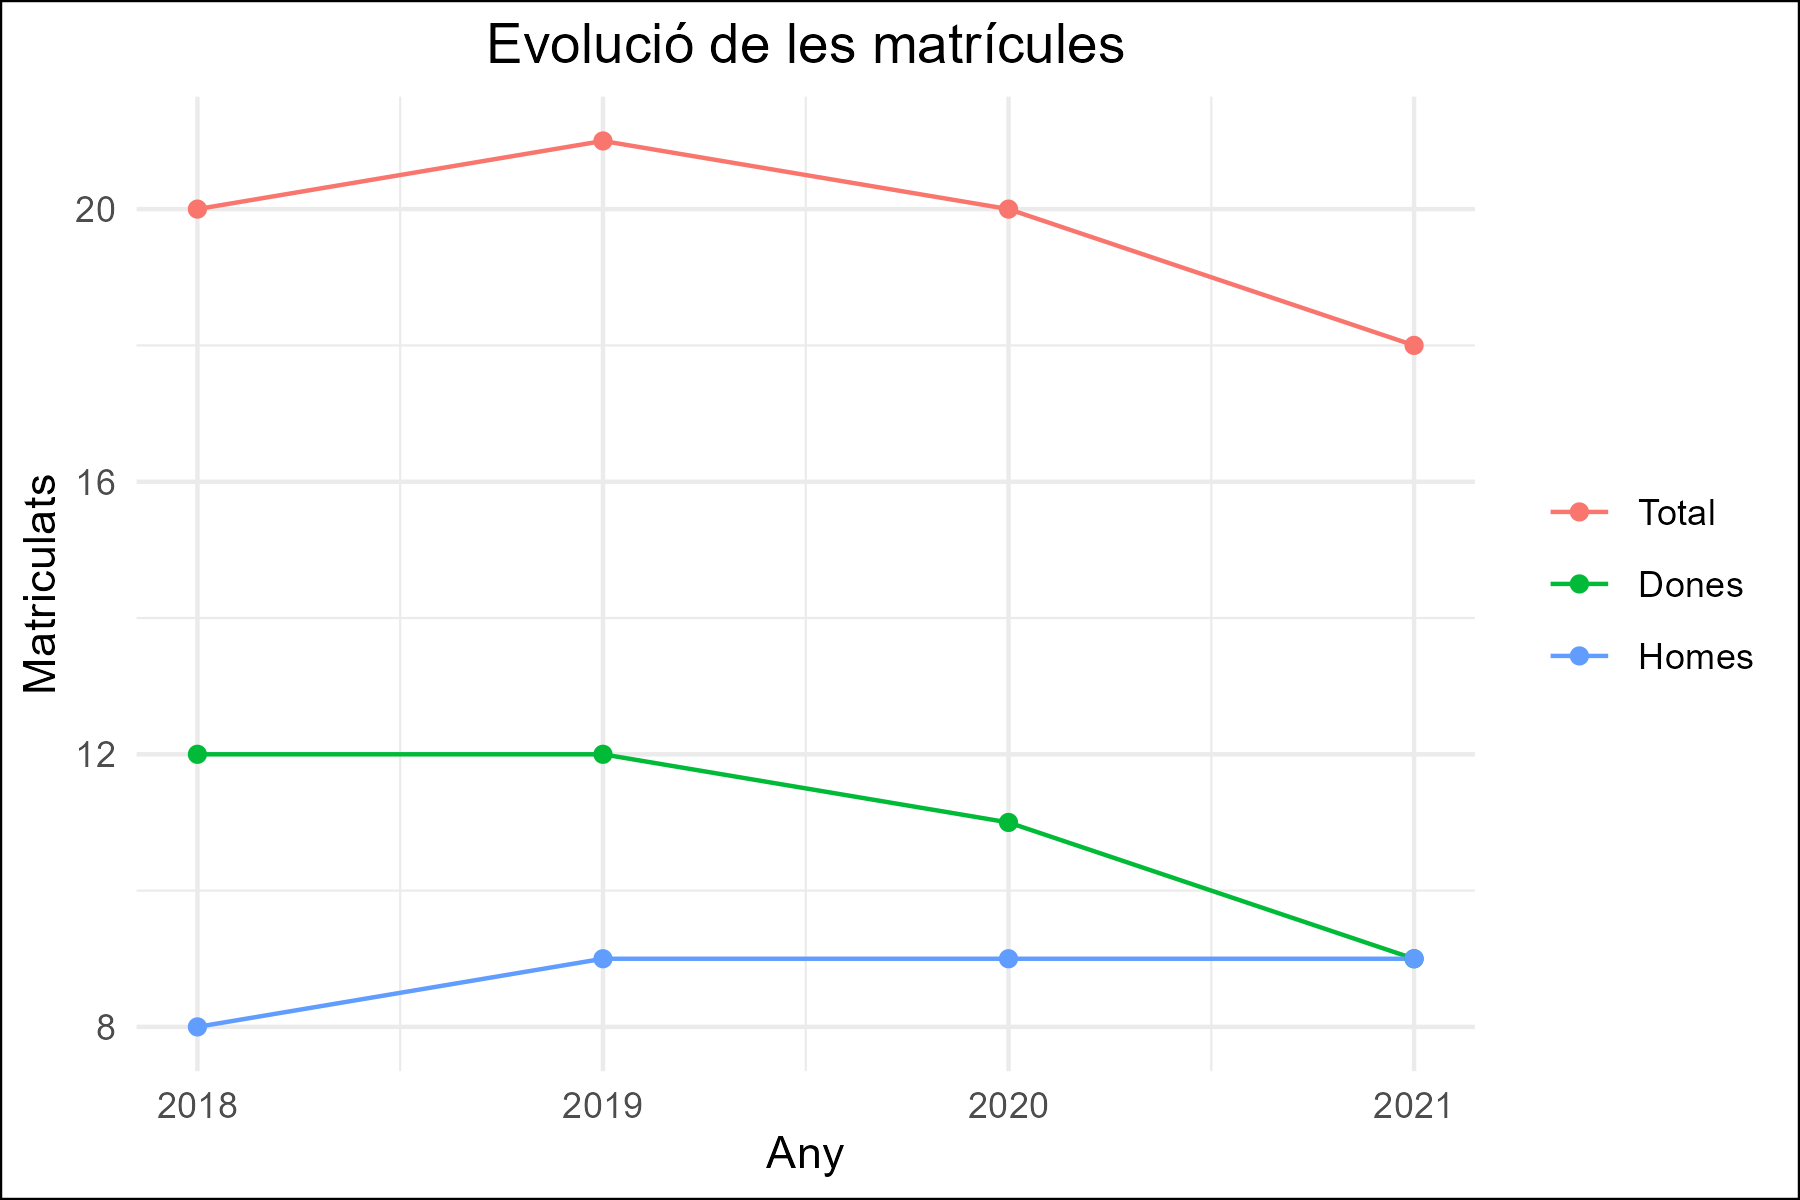 Evolució de les matrícules
20
16
12
8
Matriculats
2018 2019 2020 2021
Any
Total
Dones
Homes